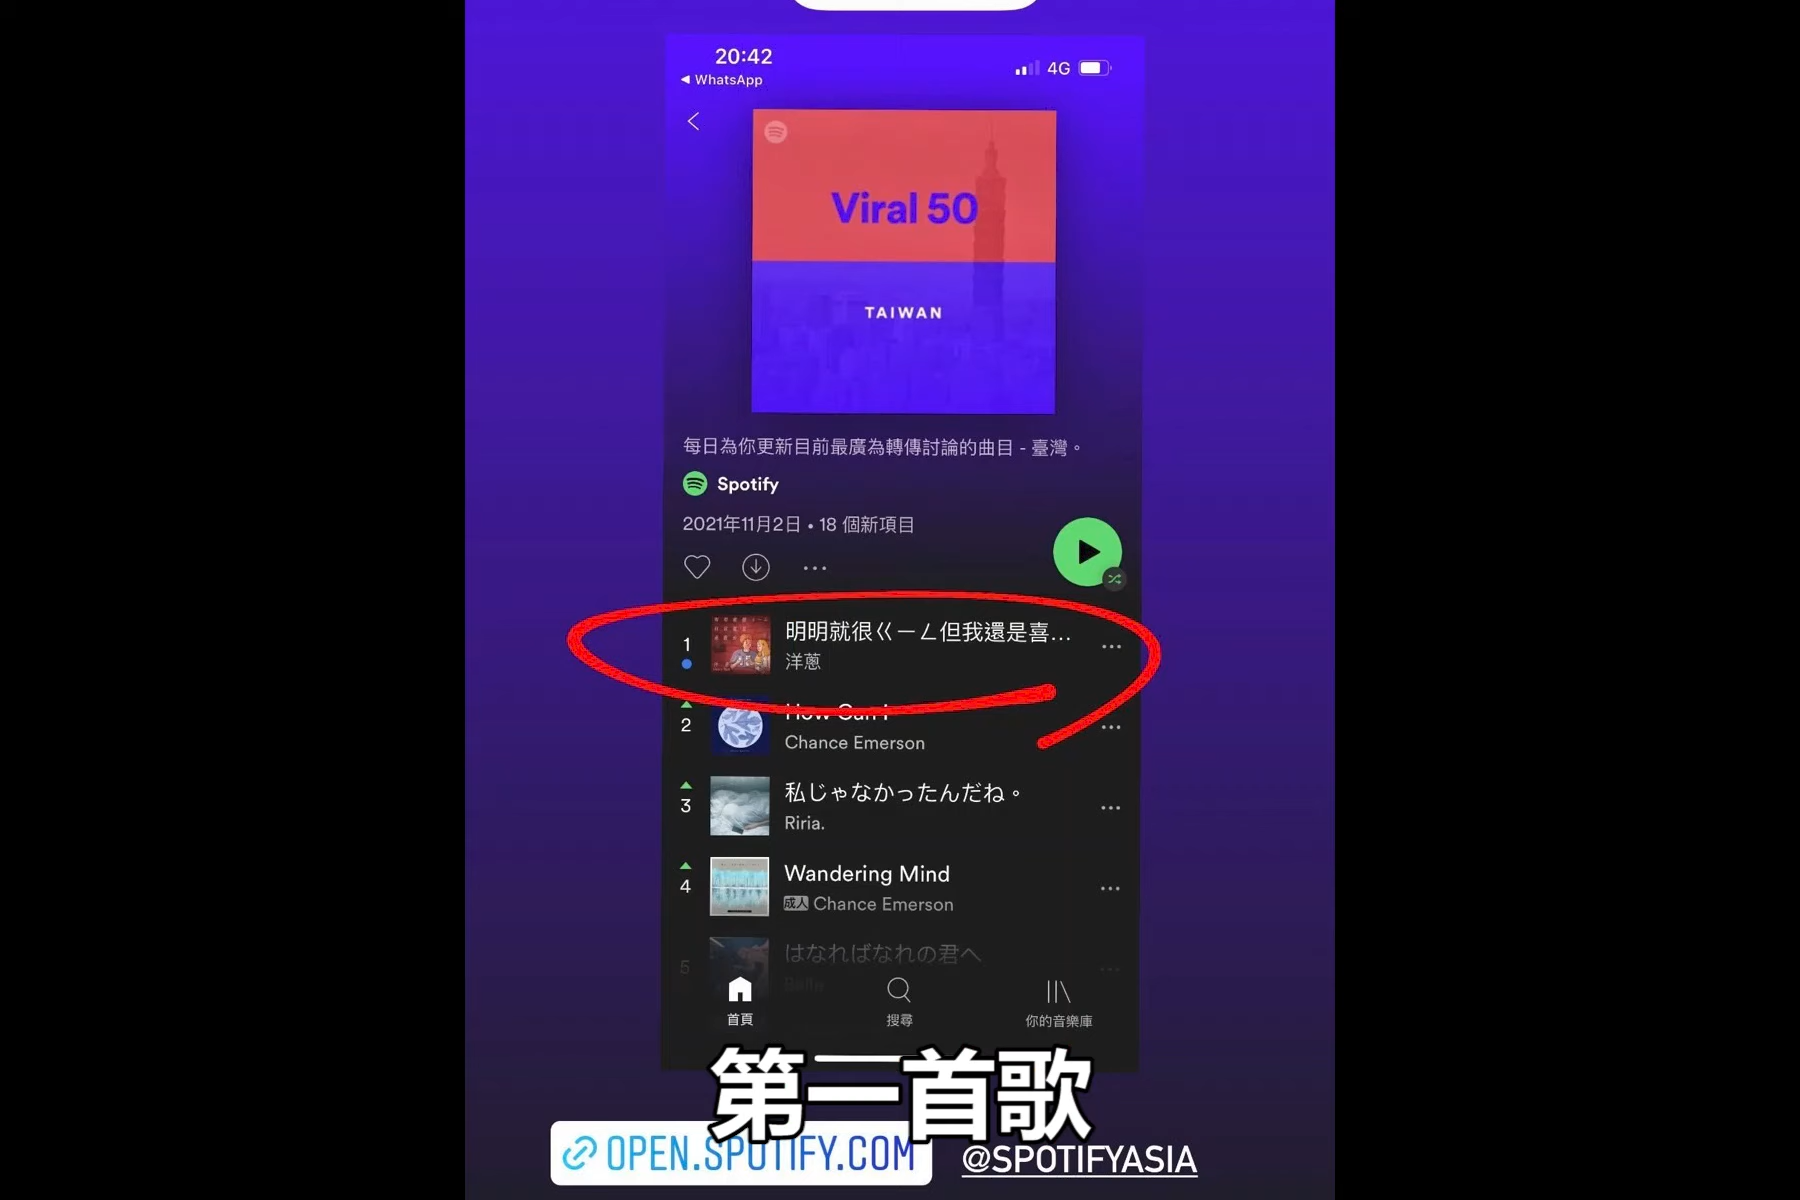 20:42
WhatsApp
4G
Viral 50
TAIWAN
每日為你更新目前最廣為轉傳討論的曲目 - 臺灣。
Spotify
2021年11月2日 • 18 個新項目
1
明明就很ㄍㄧㄥ但我還是喜...
洋蔥
2
How Can I
Chance Emerson
3
私じゃなかったんだね。
Riria.
4
Wandering Mind
成人 Chance Emerson
5
はなればなれの君へ
首頁
搜尋
你的音樂庫
第一首歌
OPEN.SPOTIFY.COM
@SPOTIFYASIA